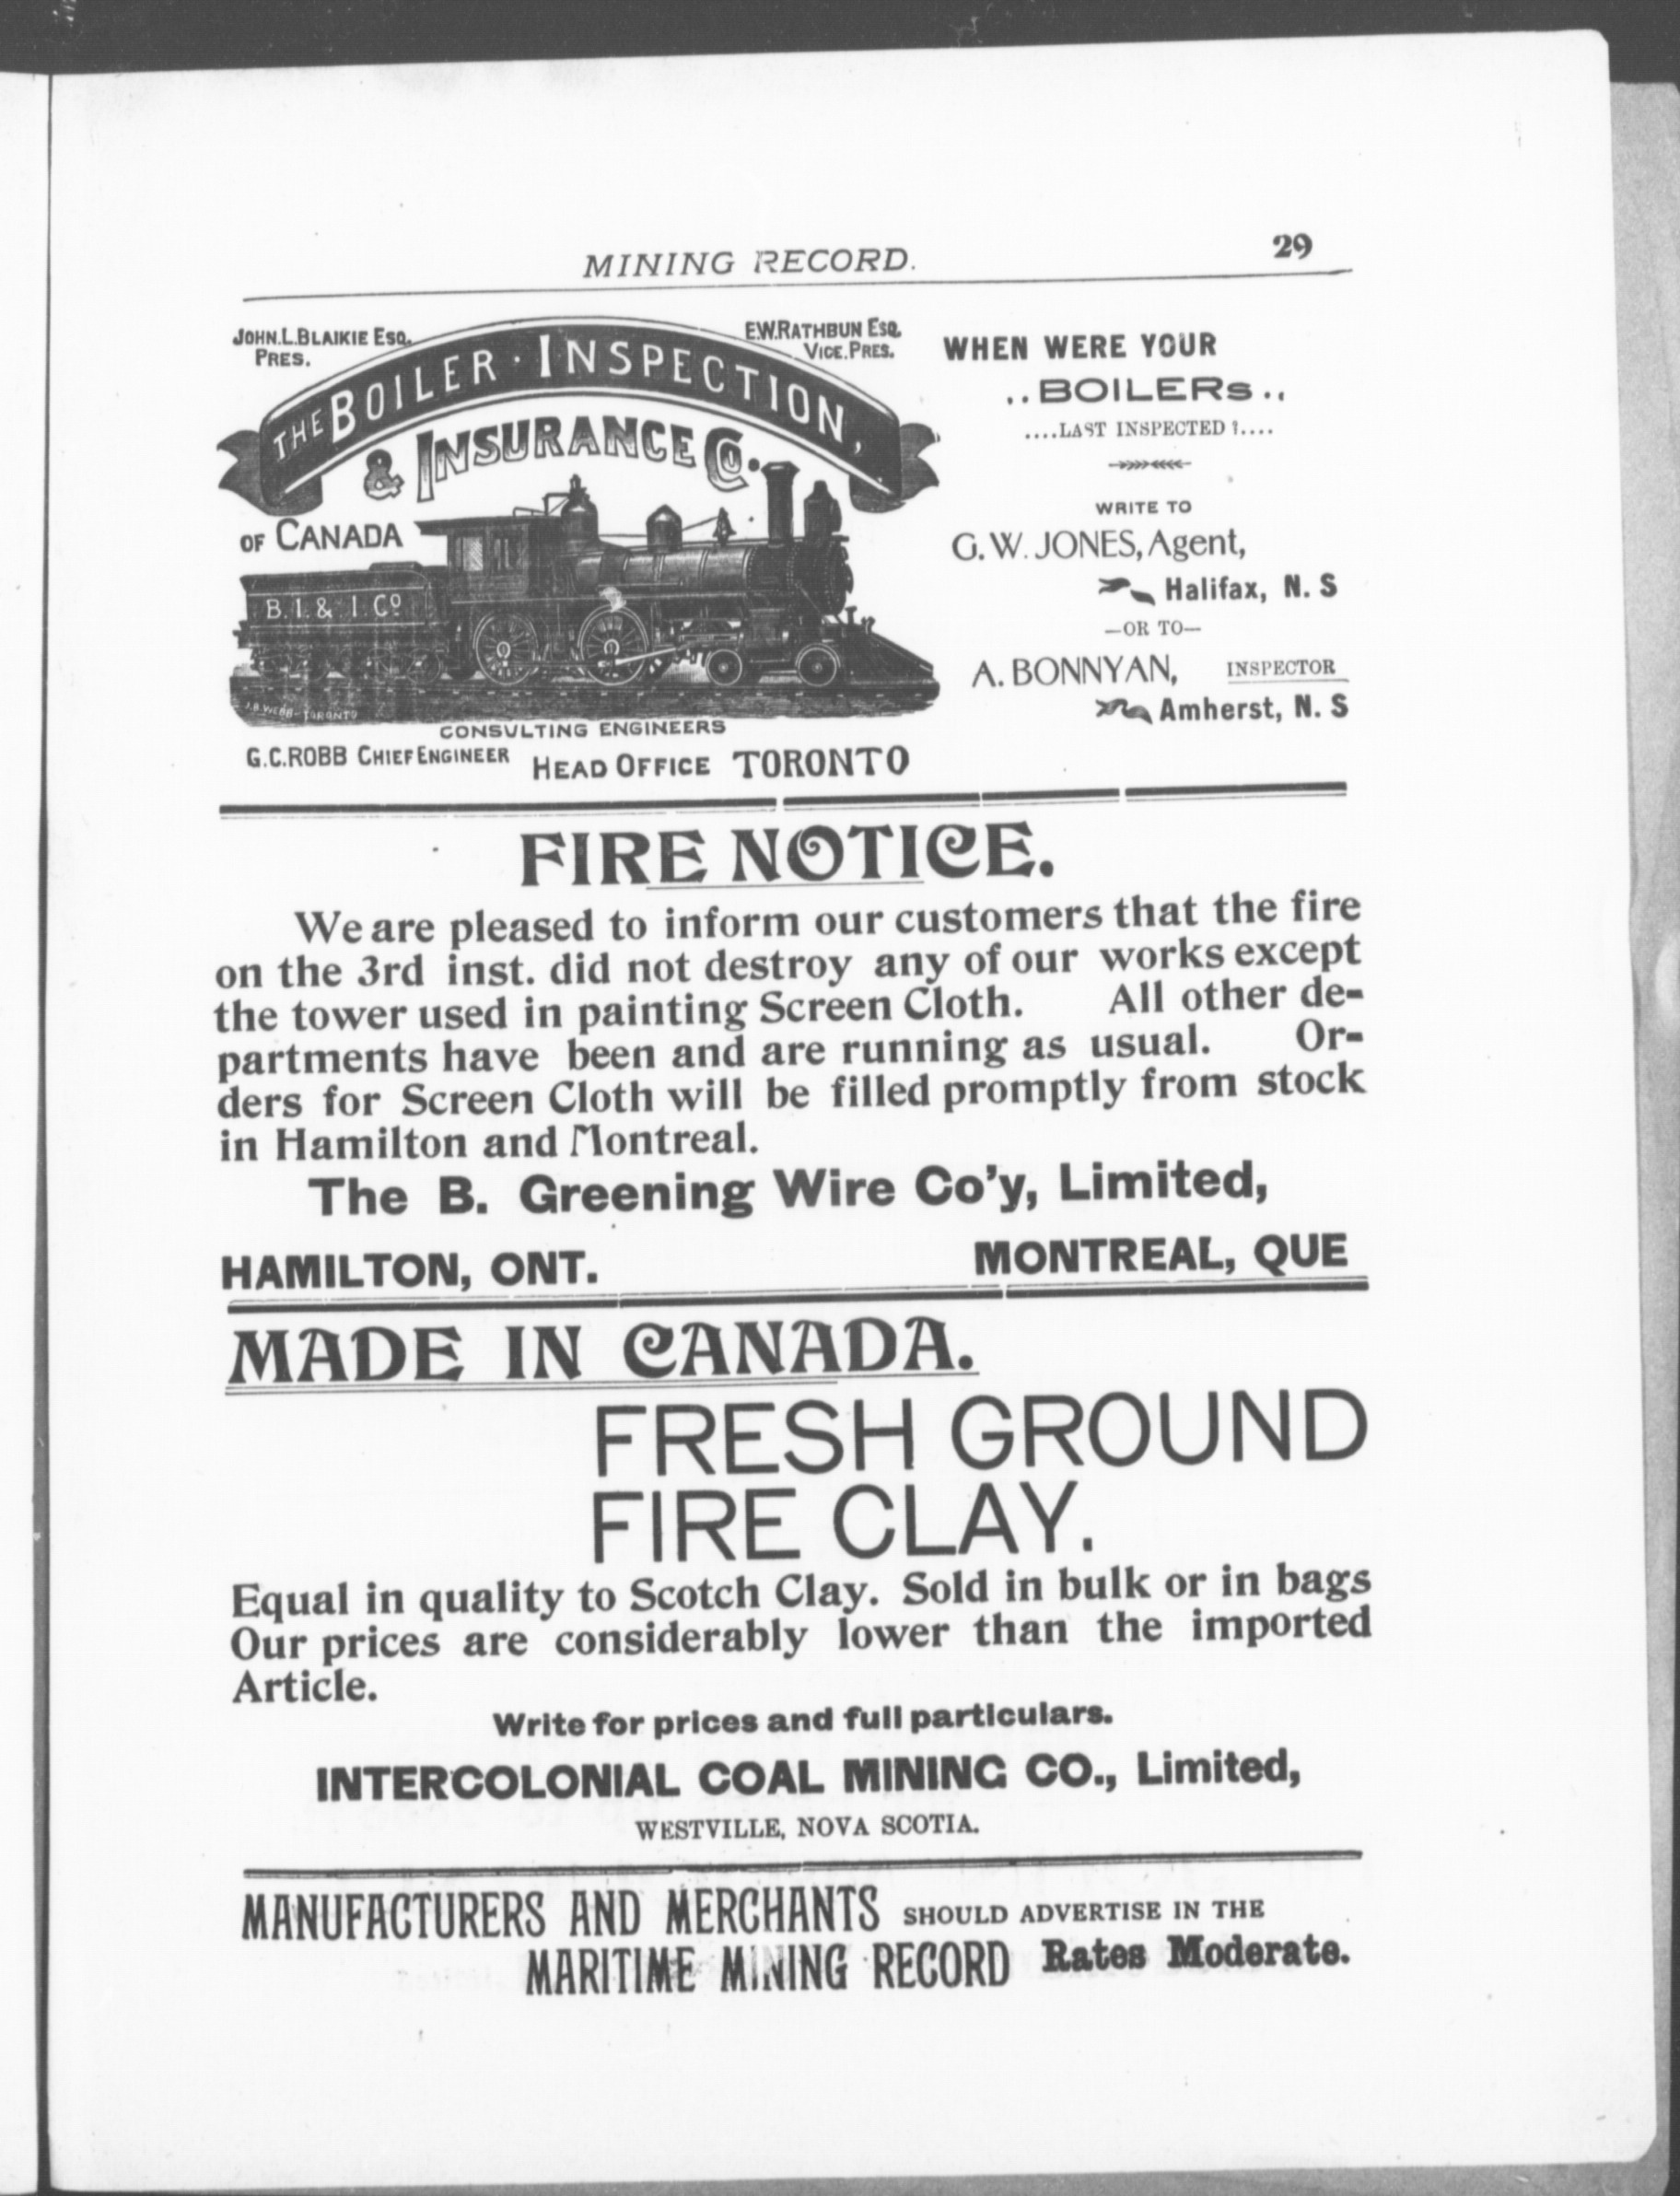 MINING RECORD.
29
JOHN.L.BLAIKIE ESQ.
PRES.
E.W.RATHBUN ESQ.
VICE.PRES.
THE BOILER · INSPECTION,
& INSURANCE CO.
OF CANADA
B. I. & I. CO
J.B.WEBB-TORONTO
CONSULTING ENGINEERS
G.C.ROBB CHIEF ENGINEER
HEAD OFFICE TORONTO
WHEN WERE YOUR
..BOILERS..
....LAST INSPECTED ?....
WRITE TO
G. W. JONES, Agent,
Halifax, N. S
—OR TO—
A. BONNYAN, INSPECTOR
Amherst, N. S
FIRE NOTICE.
We are pleased to inform our customers that the fire
on the 3rd inst. did not destroy any of our works except
the tower used in painting Screen Cloth. All other de-
partments have been and are running as usual. Or-
ders for Screen Cloth will be filled promptly from stock
in Hamilton and Montreal.
The B. Greening Wire Co'y, Limited,
HAMILTON, ONT. MONTREAL, QUE
MADE IN CANADA.
FRESH GROUND
FIRE CLAY.
Equal in quality to Scotch Clay. Sold in bulk or in bags
Our prices are considerably lower than the imported
Article.
Write for prices and full particulars.
INTERCOLONIAL COAL MINING CO., Limited,
WESTVILLE, NOVA SCOTIA.
MANUFACTURERS AND MERCHANTS SHOULD ADVERTISE IN THE
MARITIME MINING RECORD Rates Moderate.